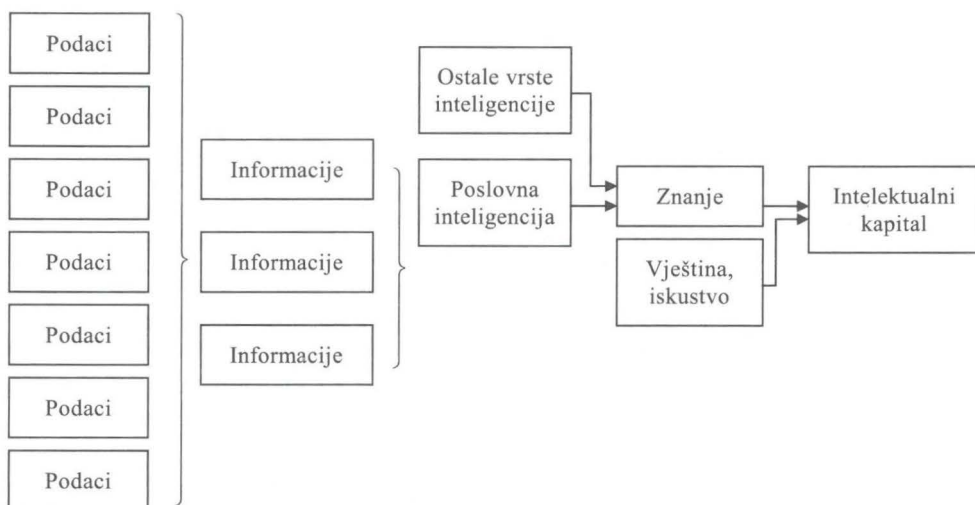 Podaci
Podaci
Podaci
Podaci
Podaci
Podaci
Podaci
Informacije
Informacije
Informacije
Ostale vrste
inteligencije
Poslovna
inteligencija
Znanje
Vještina,
iskustvo
Intelektualni
kapital